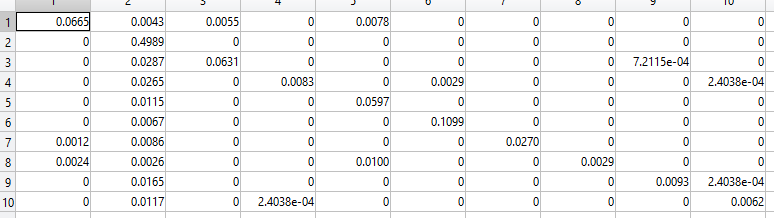 1 2 3 4 5 6 7 8 9 10
1 0.0665 0.0043 0.0055 0 0.0078 0 0 0 0 0
2 0 0.4989 0 0 0 0 0 0 0 0
3 0 0.0287 0.0631 0 0 0 0 0 7.2115e-04 0
4 0 0.0265 0 0.0083 0 0.0029 0 0 0 2.4038e-04
5 0 0.0115 0 0 0.0597 0 0 0 0 0
6 0 0.0067 0 0 0 0.1099 0 0 0 0
7 0.0012 0.0086 0 0 0 0 0.0270 0 0 0
8 0.0024 0.0026 0 0 0.0100 0 0 0.0029 0 0
9 0 0.0165 0 0 0 0 0 0 0.0093 2.4038e-04
10 0 0.0117 0 2.4038e-04 0 0 0 0 0 0.0062